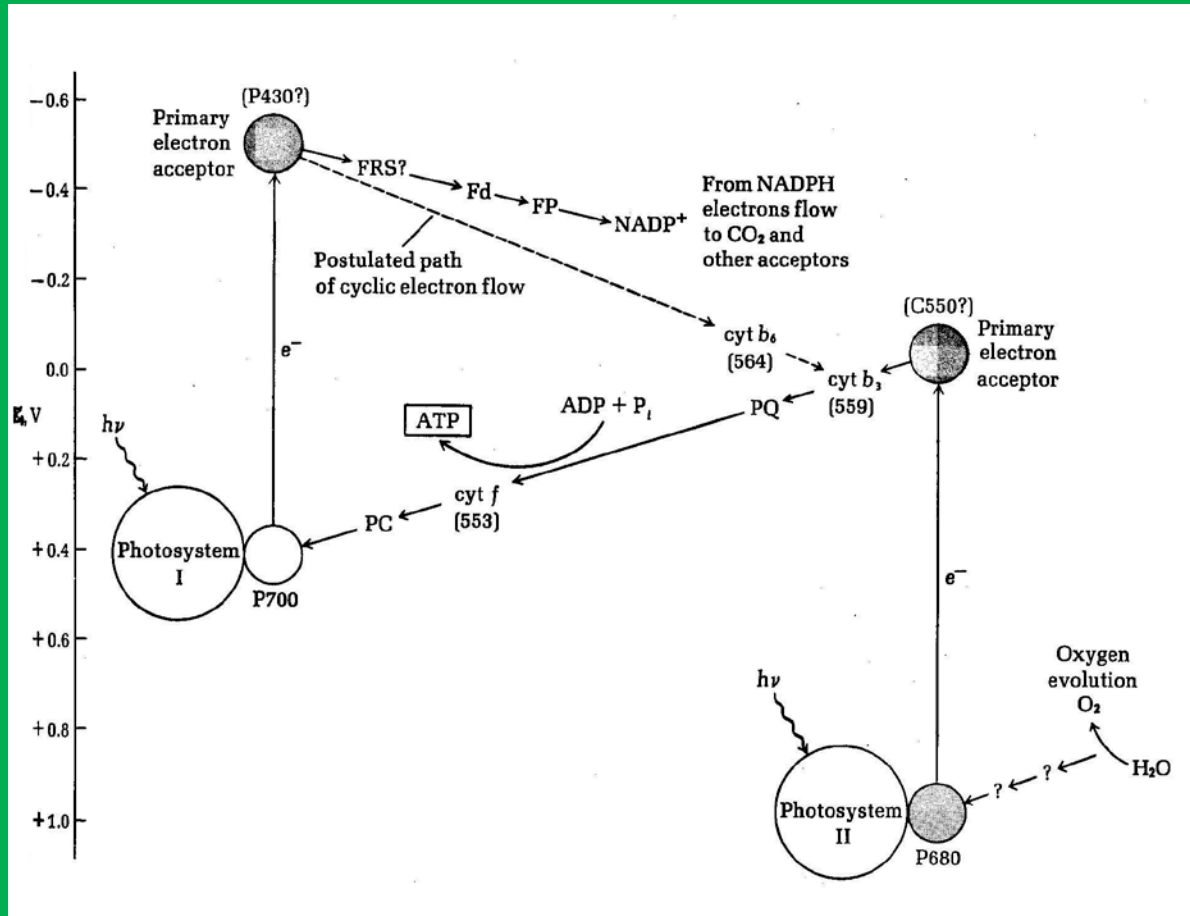 −0.6
−0.4
−0.2
0.0
+0.2
+0.4
+0.6
+0.8
+1.0
V
(P430?)
Primary
electron
acceptor
FRS?
Fd
FP
NADP⁺
From NADPH
electrons flow
to CO₂ and
other acceptors
Postulated path
of cyclic electron flow
e⁻
cyt b₆
(564)
cyt b₃
(559)
(C550?)
Primary
electron
acceptor
PQ
ADP + Pᵢ
ATP
cyt f
(553)
PC
hν
Photosystem
I
P700
e⁻
hν
Photosystem
II
P680
Oxygen
evolution
O₂
H₂O
?
?